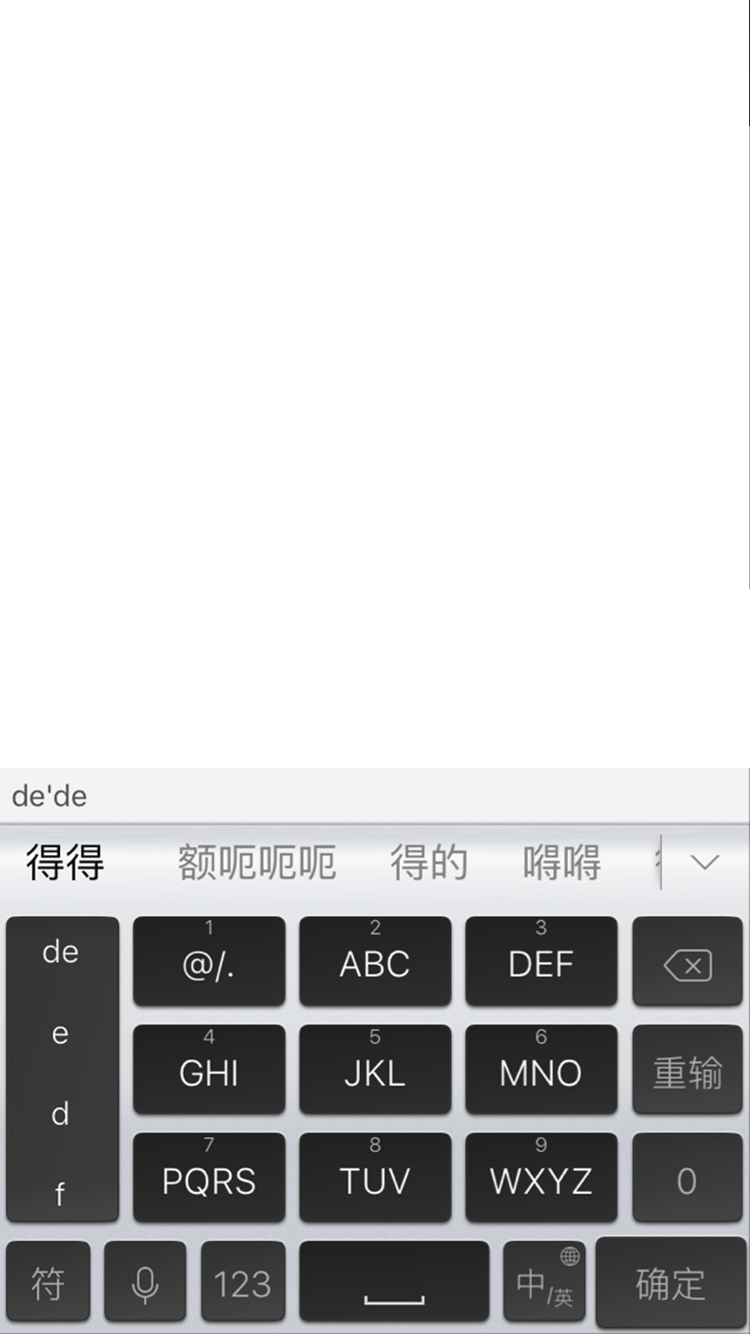 de'de
得得 额呃呃呃 得的 嘚嘚
de
1 2 3
@/. ABC DEF
e
4 5 6
GHI JKL MNO 重输
d
7 8 9
PQRS TUV WXYZ 0
f
符 123 中/英 确定